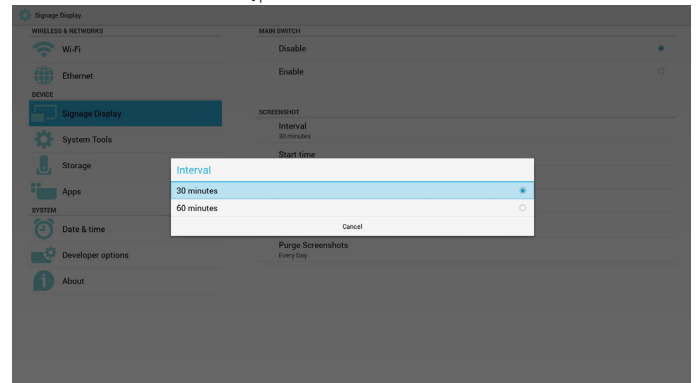 Signage Display
WIRELESS & NETWORKS
Wi-Fi
Ethernet
DEVICE
Signage Display
System Tools
Storage
Apps
SYSTEM
Date & time
Developer options
About
MAIN SWITCH
Disable
Enable
SCREENSHOT
Interval
30 minutes
Start time
Interval
30 minutes
60 minutes
Cancel
Purge Screenshots
Every Day